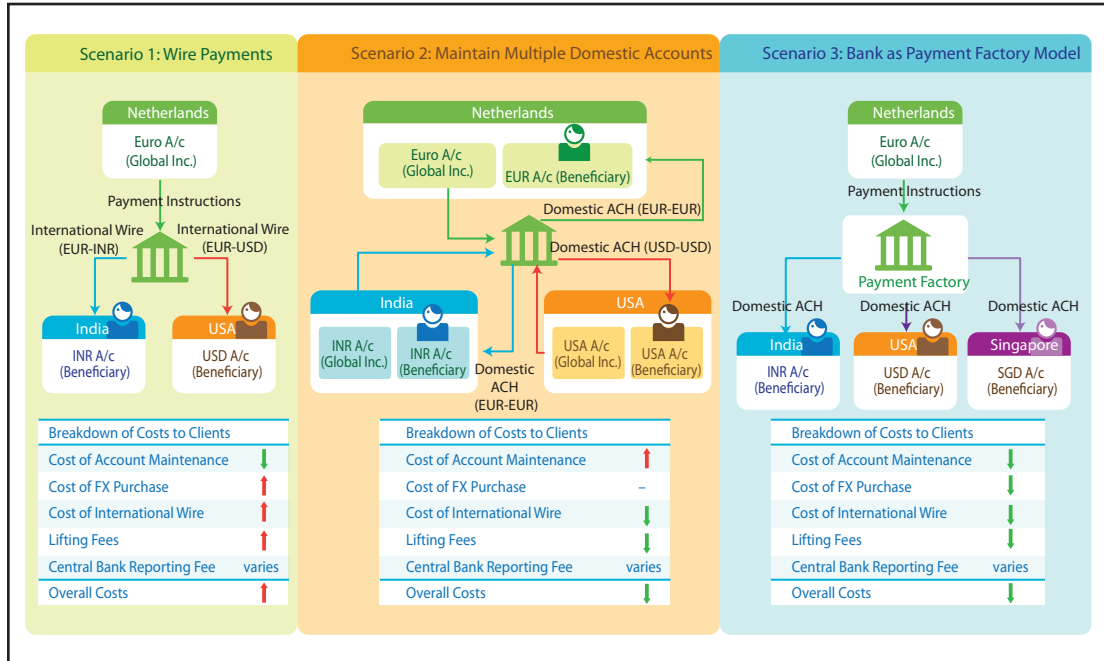 Scenario 1: Wire Payments
Netherlands
Euro A/c
(Global Inc.)
Payment Instructions
International Wire
(EUR-INR)
International Wire
(EUR-USD)
India
INR A/c
(Beneficiary)
USA
USD A/c
(Beneficiary)
Breakdown of Costs to Clients
Cost of Account Maintenance
Cost of FX Purchase
Cost of International Wire
Lifting Fees
Central Bank Reporting Fee varies
Overall Costs
Scenario 2: Maintain Multiple Domestic Accounts
Netherlands
Euro A/c
(Global Inc.)
EUR A/c (Beneficiary)
Domestic ACH (EUR-EUR)
Domestic ACH (USD-USD)
India
INR A/c
(Global Inc.)
INR A/c
(Beneficiary
Domestic
ACH
(EUR-EUR)
USA
USA A/c
(Global Inc.)
USA A/c
(Beneficiary)
Breakdown of Costs to Clients
Cost of Account Maintenance
Cost of FX Purchase –
Cost of International Wire
Lifting Fees
Central Bank Reporting Fee varies
Overall Costs
Scenario 3: Bank as Payment Factory Model
Netherlands
Euro A/c
(Global Inc.)
Payment Instructions
Payment Factory
Domestic ACH
Domestic ACH
Domestic ACH
India
INR A/c
(Beneficiary)
USA
USD A/c
(Beneficiary)
Singapore
SGD A/c
(Beneficiary)
Breakdown of Costs to Clients
Cost of Account Maintenance
Cost of FX Purchase
Cost of International Wire
Lifting Fees
Central Bank Reporting Fee varies
Overall Costs